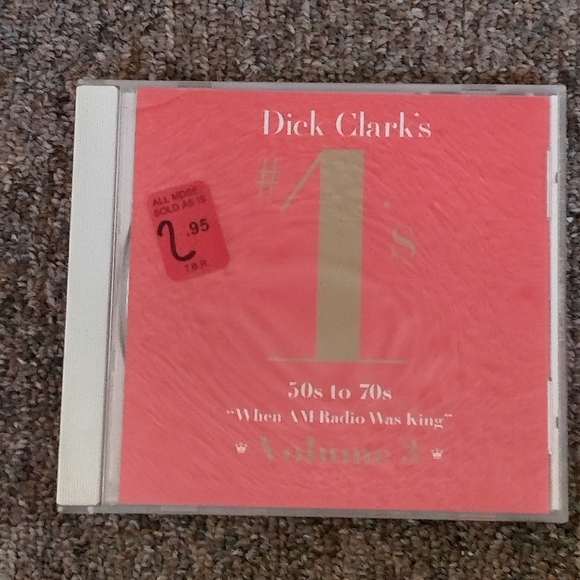 Dick Clark's
#1's
ALL MDSE
SOLD AS IS
2.95
T.B.R.
50s to 70s
"When AM Radio Was King"
Volume 3